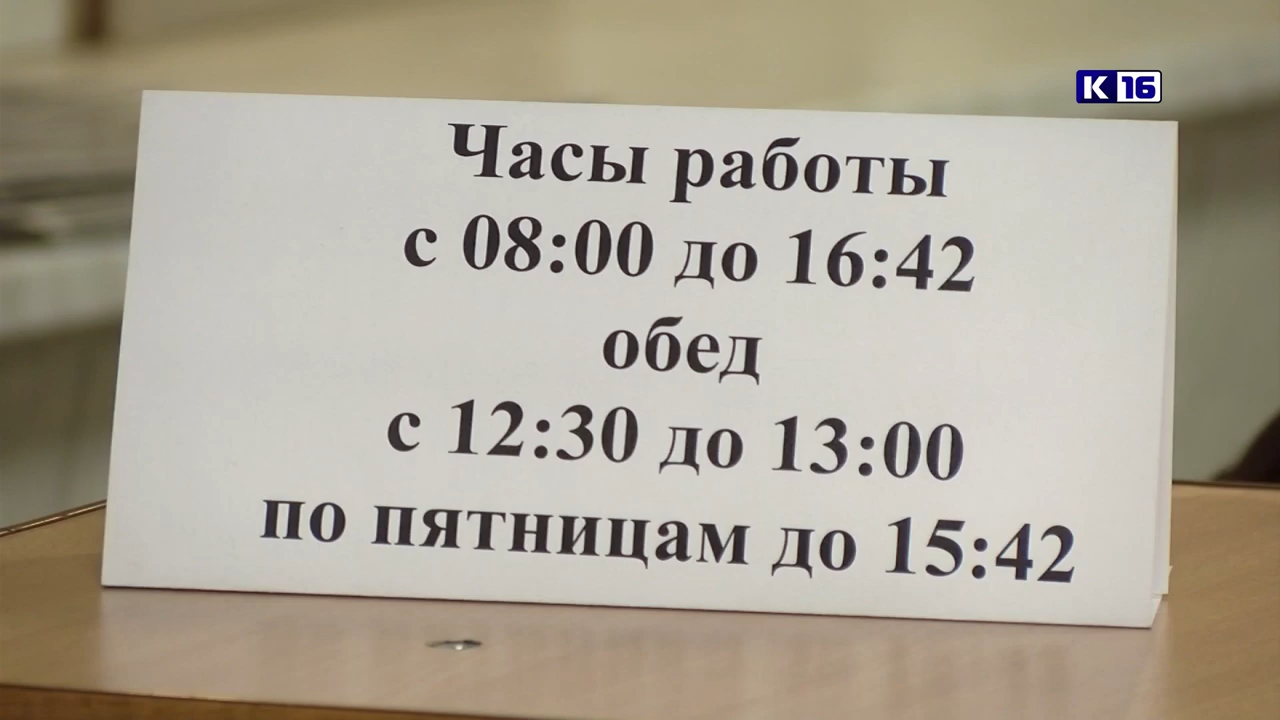 К 16
Часы работы
с 08:00 до 16:42
обед
с 12:30 до 13:00
по пятницам до 15:42